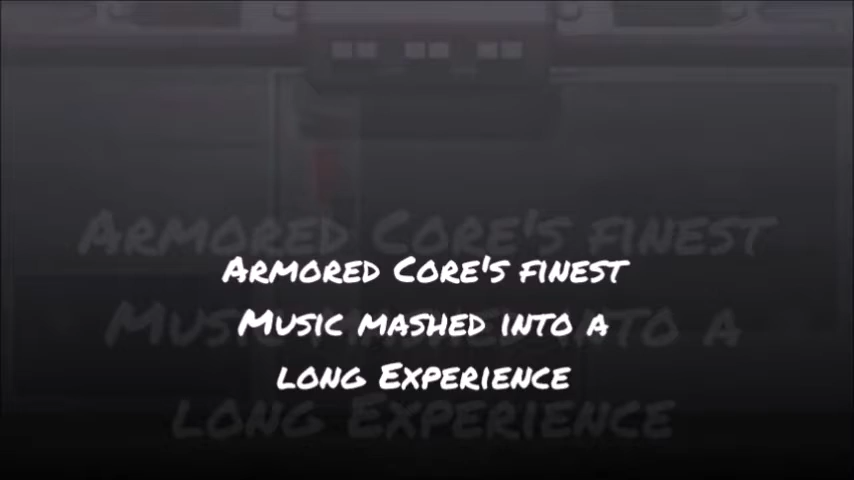 Armored Core's finest
Music mashed into a
long Experience